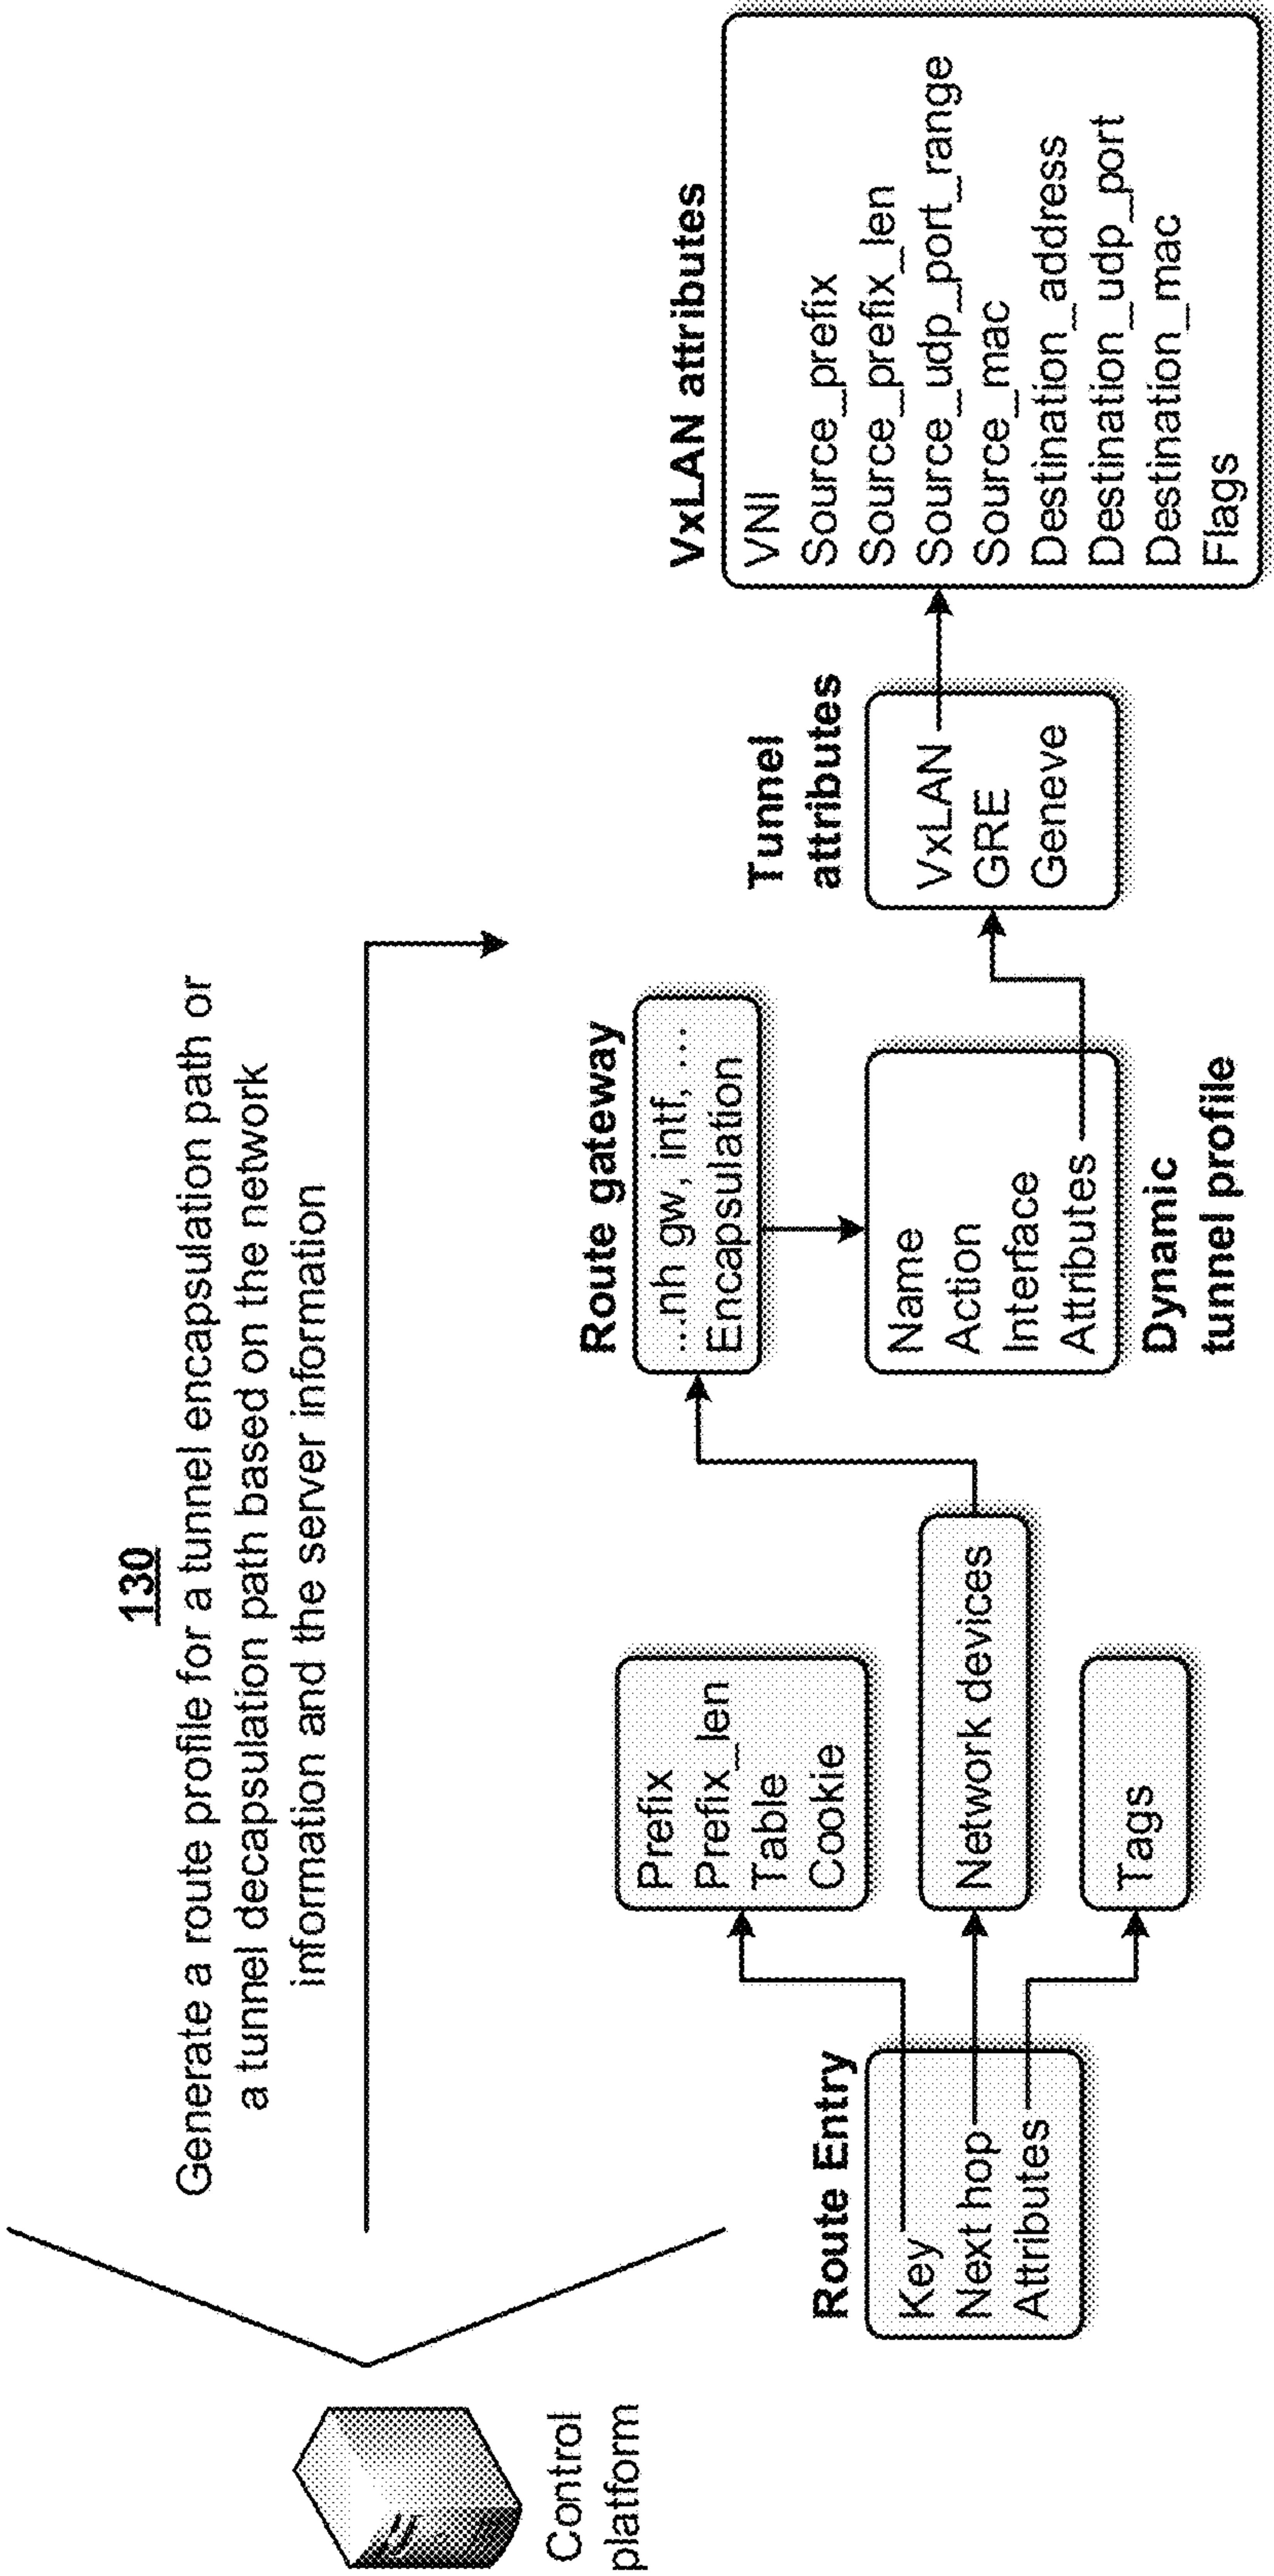 130
Generate a route profile for a tunnel encapsulation path or
a tunnel decapsulation path based on the network
information and the server information
Control
platform
Route Entry
Key
Next hop
Attributes
Prefix
Prefix_len
Table
Cookie
Network devices
Tags
Route gateway
...nh gw, intf, ...
Encapsulation
Name
Action
Interface
Attributes
Dynamic
tunnel profile
Tunnel
attributes
VxLAN
GRE
Geneve
VxLAN attributes
VNI
Source_prefix
Source_prefix_len
Source_udp_port_range
Source_mac
Destination_address
Destination_udp_port
Destination_mac
Flags